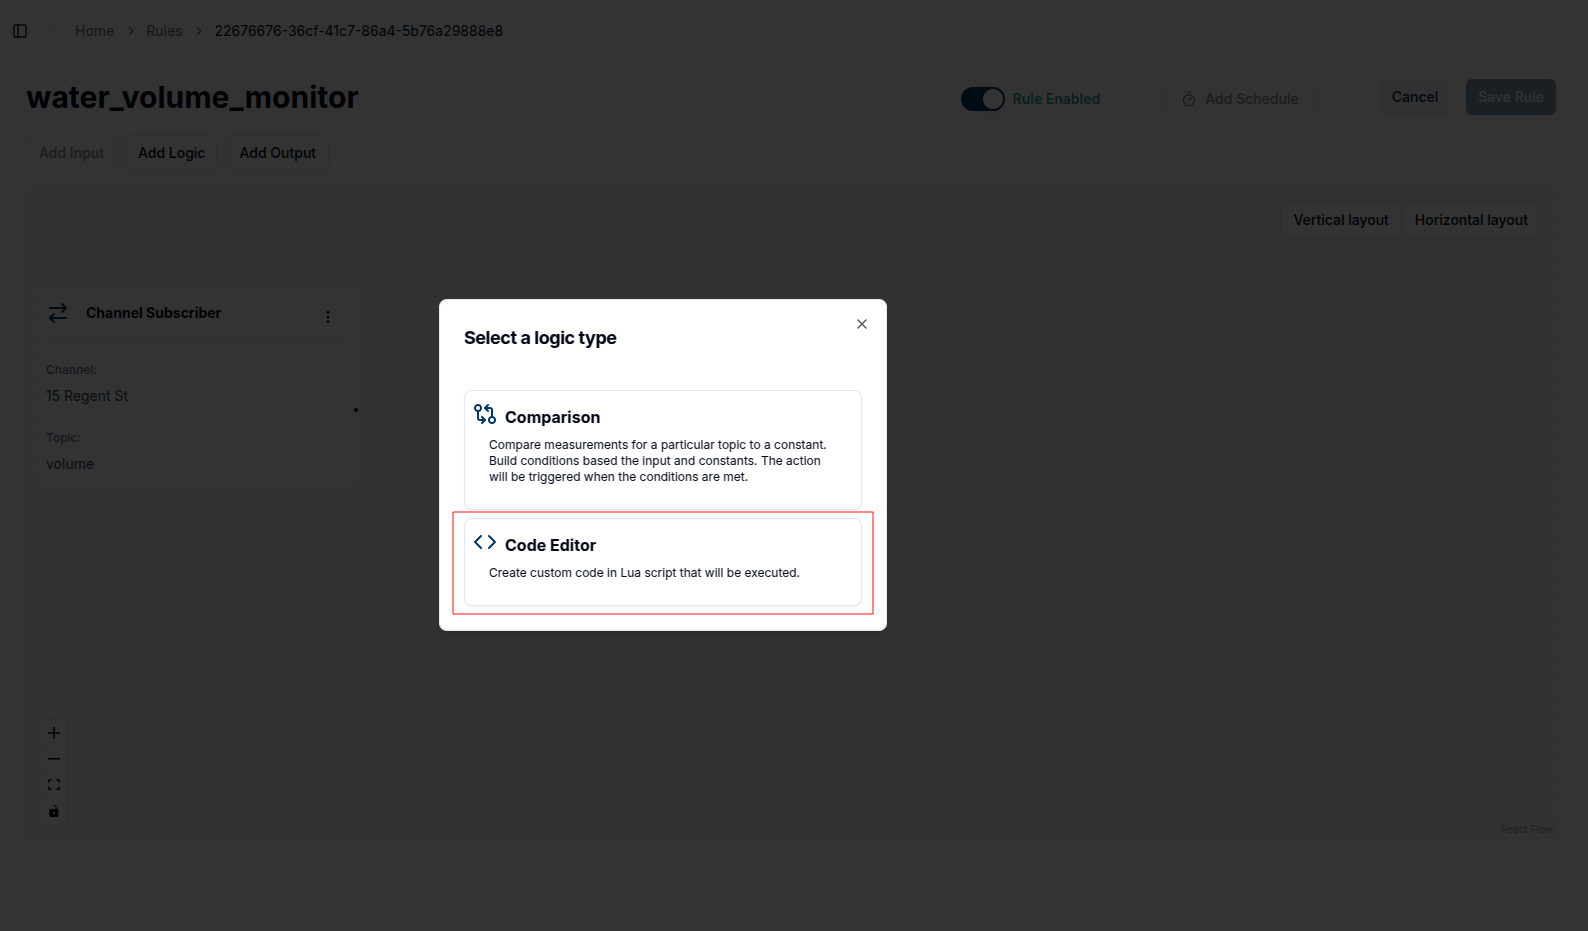 Home > Rules > 22676676-36cf-41c7-86a4-5b76a29888e8
water_volume_monitor
Rule Enabled
Add Schedule
Cancel
Save Rule
Add Input
Add Logic
Add Output
Vertical layout
Horizontal layout
Channel Subscriber
Channel:
15 Regent St
Topic:
volume
Select a logic type
Comparison
Compare measurements for a particular topic to a constant.
Build conditions based the input and constants. The action
will be triggered when the conditions are met.
Code Editor
Create custom code in Lua script that will be executed.
React Flow